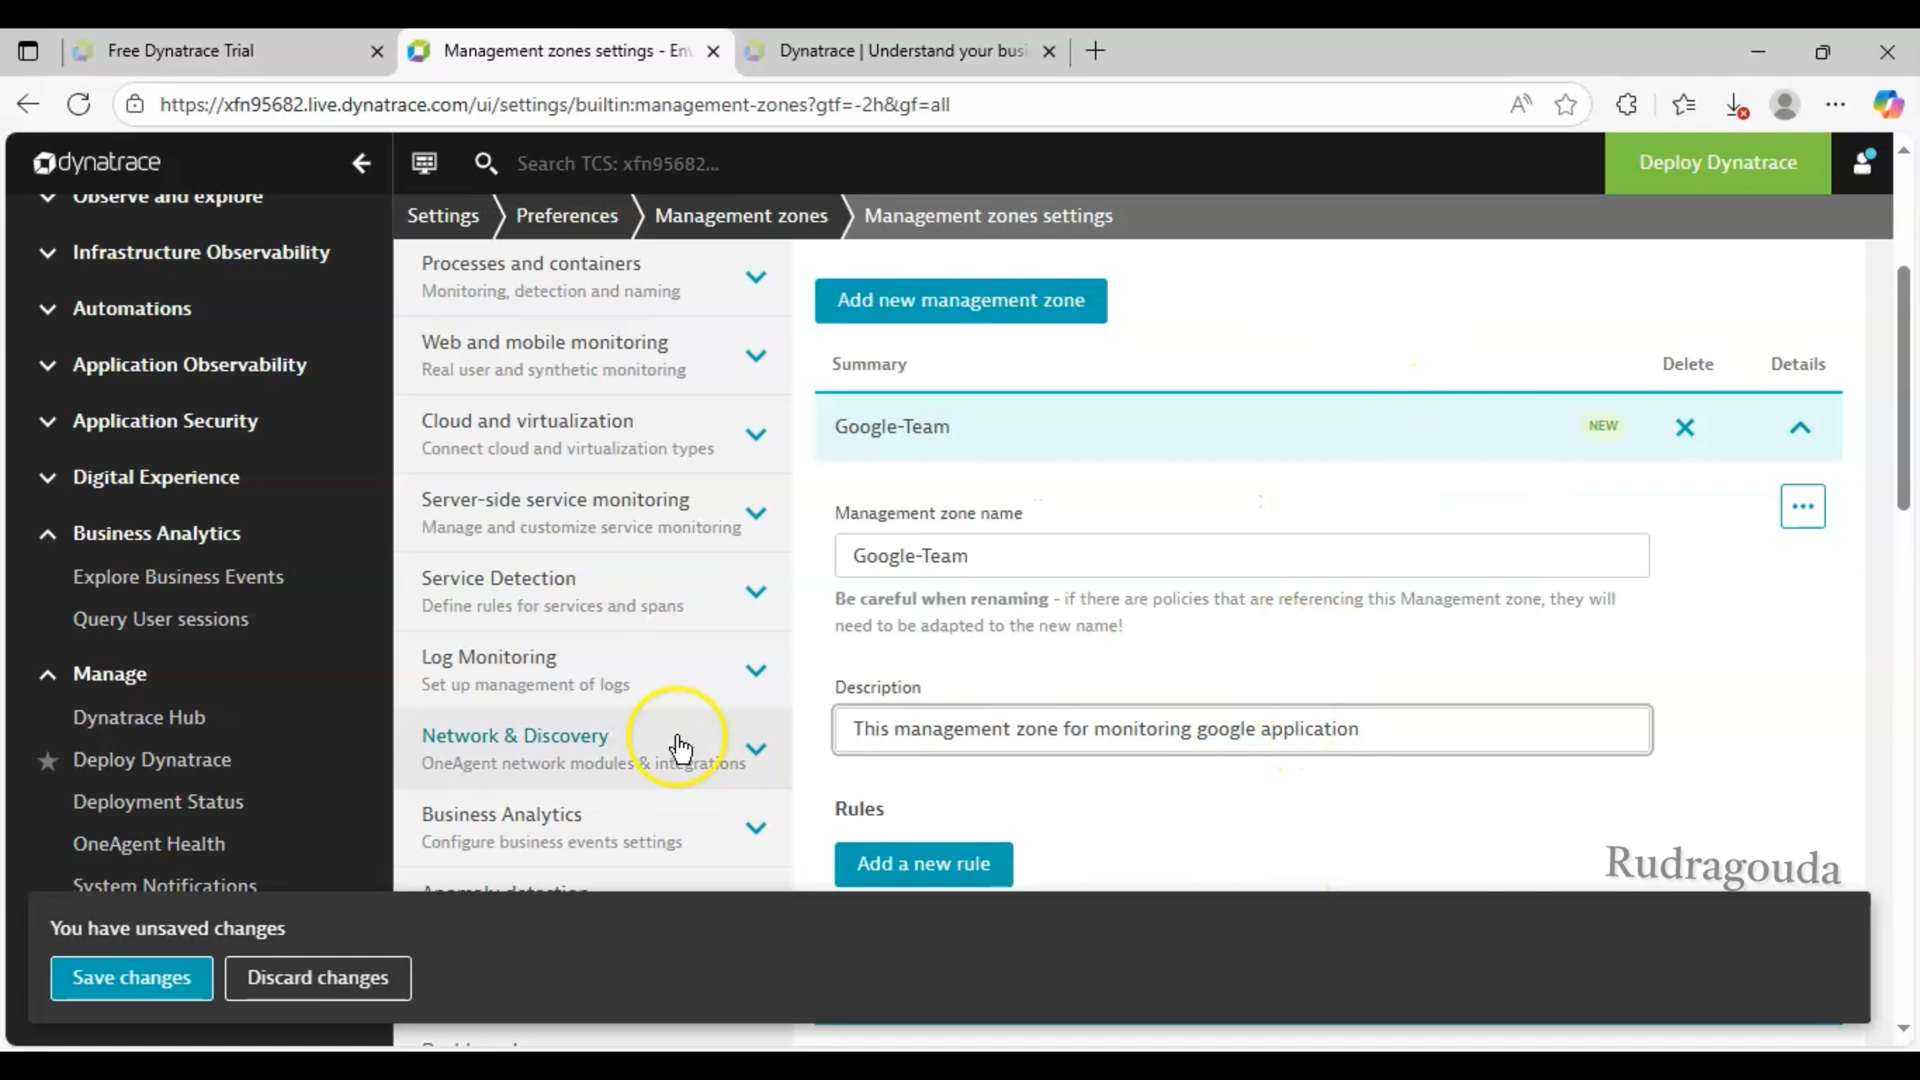 Free Dynatrace Trial
Management zones settings - En
Dynatrace | Understand your busi
https://xfn95682.live.dynatrace.com/ui/settings/builtin:management-zones?gtf=-2h&gf=all
dynatrace
Search TCS: xfn95682...
Deploy Dynatrace
Observe and explore
Infrastructure Observability
Automations
Application Observability
Application Security
Digital Experience
Business Analytics
Explore Business Events
Query User sessions
Manage
Dynatrace Hub
Deploy Dynatrace
Deployment Status
OneAgent Health
System Notifications
Settings
Preferences
Management zones
Management zones settings
Processes and containers
Monitoring, detection and naming
Web and mobile monitoring
Real user and synthetic monitoring
Cloud and virtualization
Connect cloud and virtualization types
Server-side service monitoring
Manage and customize service monitoring
Service Detection
Define rules for services and spans
Log Monitoring
Set up management of logs
Network & Discovery
OneAgent network modules & integrations
Business Analytics
Configure business events settings
Anomaly detection
Add new management zone
Summary
Delete
Details
Google-Team
NEW
Management zone name
Google-Team
Be careful when renaming - if there are policies that are referencing this Management zone, they will
need to be adapted to the new name!
Description
This management zone for monitoring google application
Rules
Add a new rule
Rudragouda
You have unsaved changes
Save changes
Discard changes